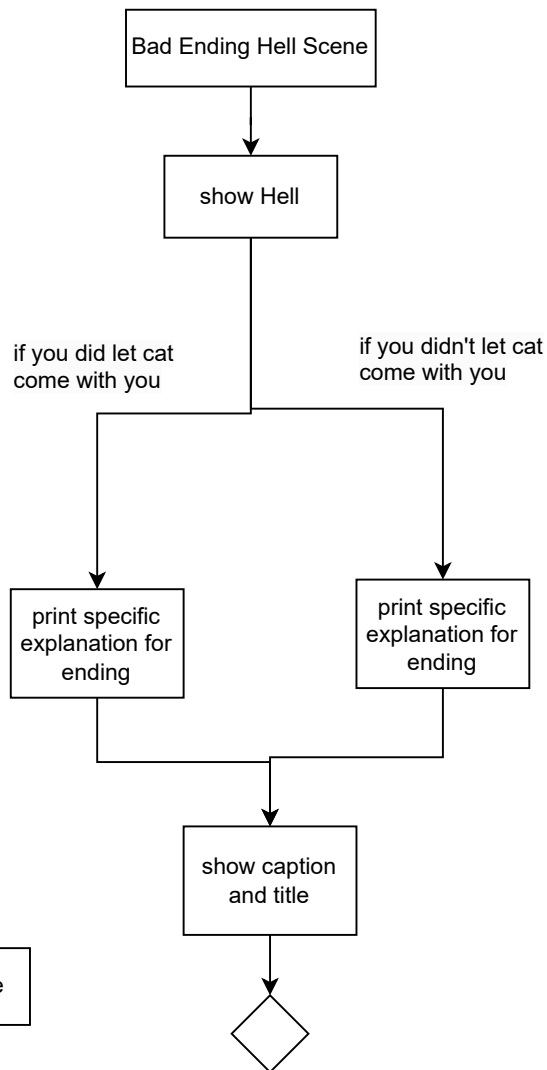 Bad Ending Hell Scene
show Hell
if you did let cat
come with you
if you didn't let cat
come with you
print specific
explanation for
ending
print specific
explanation for
ending
show caption
and title